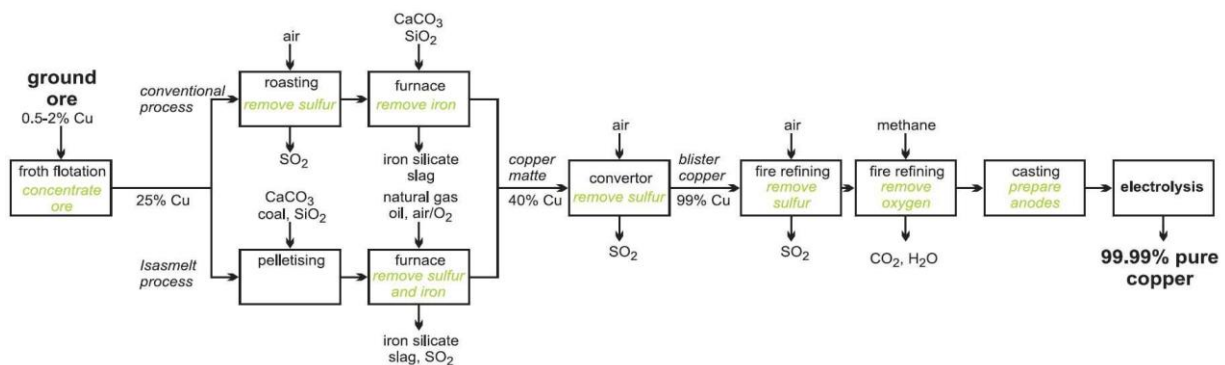 ground
ore
0.5-2% Cu
froth flotation
concentrate
ore
25% Cu
conventional
process
air
roasting
remove sulfur
SO₂
CaCO₃
SiO₂
furnace
remove iron
iron silicate
slag
Isasmelt
process
CaCO₃
coal, SiO₂
pelletising
natural gas
oil, air/O₂
furnace
remove sulfur
and iron
iron silicate
slag, SO₂
copper
matte
40% Cu
air
convertor
remove sulfur
SO₂
blister
copper
99% Cu
air
fire refining
remove
sulfur
SO₂
methane
fire refining
remove
oxygen
CO₂, H₂O
casting
prepare
anodes
electrolysis
99.99% pure
copper